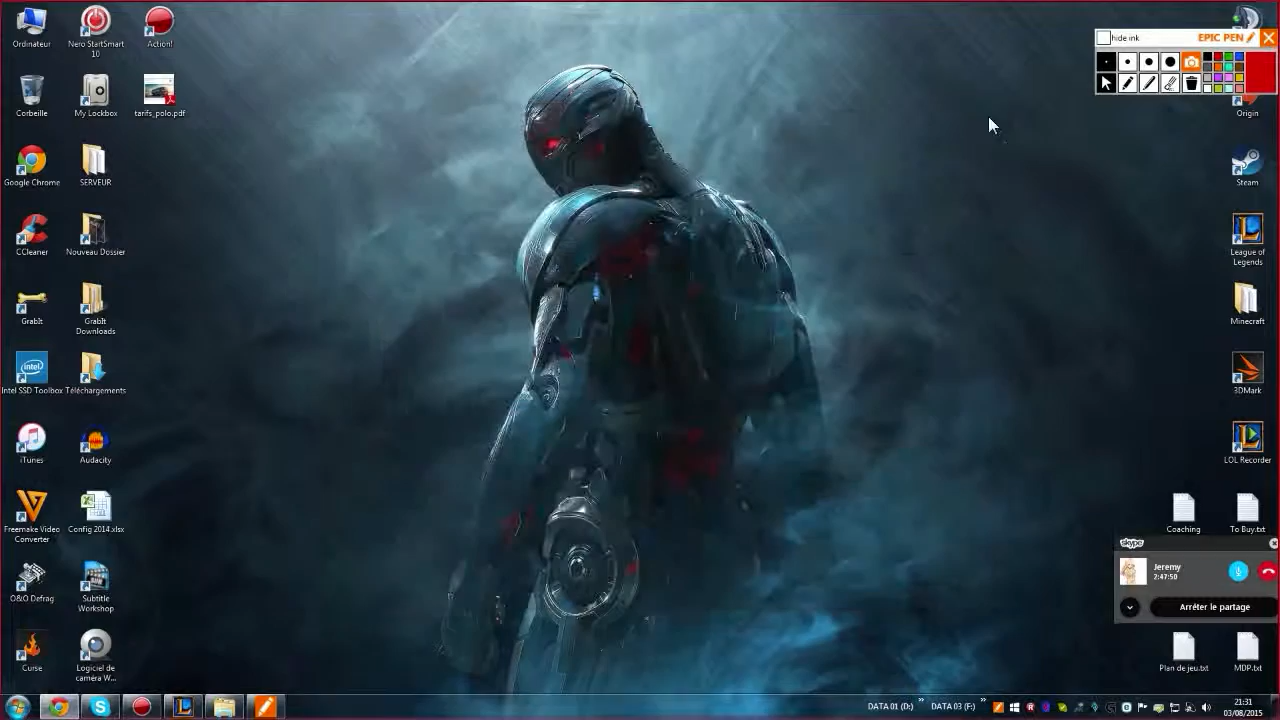 Ordinateur
Nero StartSmart
10
Action!
hide ink
EPIC PEN
Corbeille
My Lockbox
tarifs_polo.pdf
Origin
Google Chrome
SERVEUR
Steam
CCleaner
Nouveau Dossier
League of
Legends
GrabIt
GrabIt
Downloads
Minecraft
intel
Intel SSD Toolbox
Téléchargements
3DMark
iTunes
Audacity
LOL Recorder
Freemake Video
Converter
Config 2014.xlsx
Coaching
To Buy.txt
skype
Jeremy
2:47:50
Arrêter le partage
O&O Defrag
Subtitle
Workshop
Curse
Logiciel de
caméra W...
Plan de jeu.txt
MDP.txt
DATA 01 (D:)
DATA 03 (F:)
21:31
03/08/2015